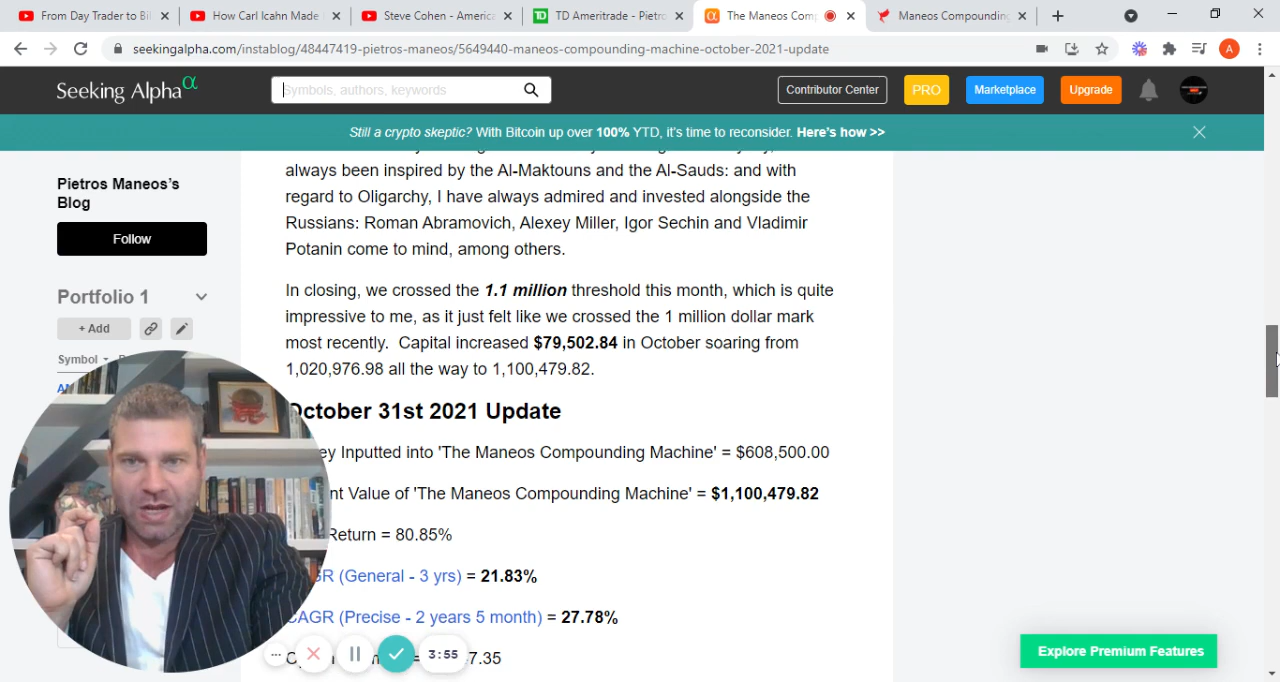 From Day Trader to Bil
How Carl Icahn Made
Steve Cohen - America
TD Ameritrade - Pietro
The Maneos Comp
Maneos Compounding
seekingalpha.com/instablog/48447419-pietros-maneos/5649440-maneos-compounding-machine-october-2021-update
A
Seeking Alpha α
Symbols, authors, keywords
Contributor Center
PRO
Marketplace
Upgrade
Still a crypto skeptic? With Bitcoin up over 100% YTD, it's time to reconsider. Here's how >>
Pietros Maneos's
Blog
Follow
Portfolio 1
+ Add
Symbol
always been inspired by the Al-Maktouns and the Al-Sauds: and with
regard to Oligarchy, I have always admired and invested alongside the
Russians: Roman Abramovich, Alexey Miller, Igor Sechin and Vladimir
Potanin come to mind, among others.
In closing, we crossed the 1.1 million threshold this month, which is quite
impressive to me, as it just felt like we crossed the 1 million dollar mark
most recently. Capital increased $79,502.84 in October soaring from
1,020,976.98 all the way to 1,100,479.82.
October 31st 2021 Update
ey Inputted into 'The Maneos Compounding Machine' = $608,500.00
nt Value of 'The Maneos Compounding Machine' = $1,100,479.82
Return = 80.85%
GR (General - 3 yrs) = 21.83%
CAGR (Precise - 2 years 5 month) = 27.78%
7.35
3:55
Explore Premium Features